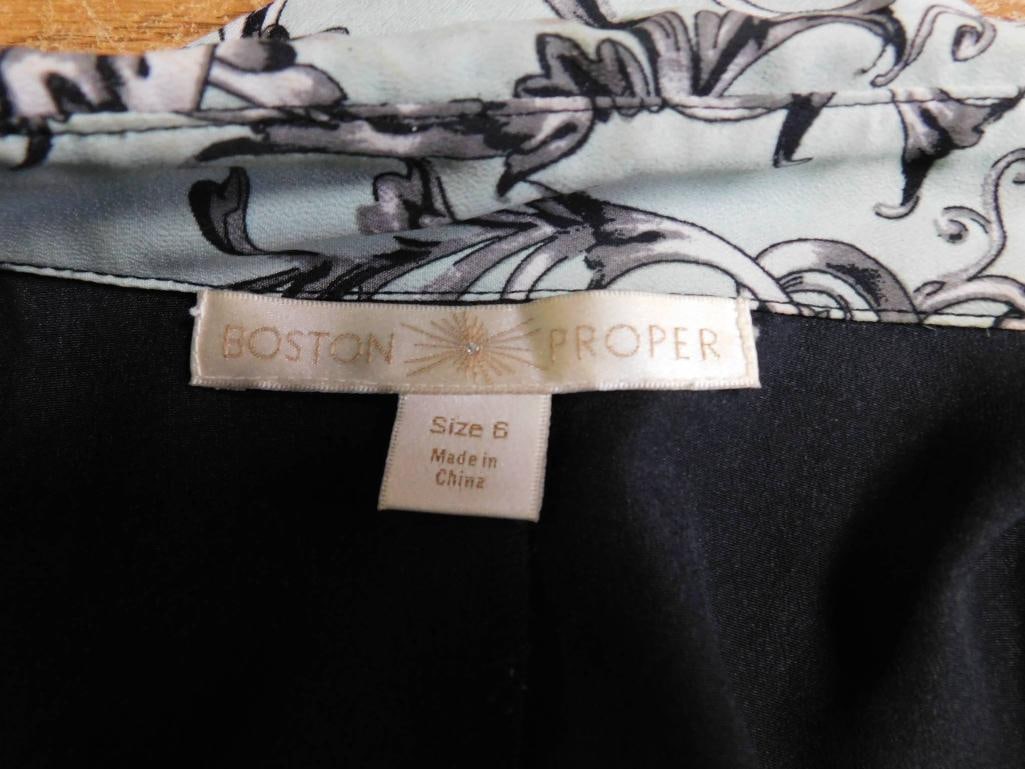 BOSTON PROPER
Size 6
Made in
China